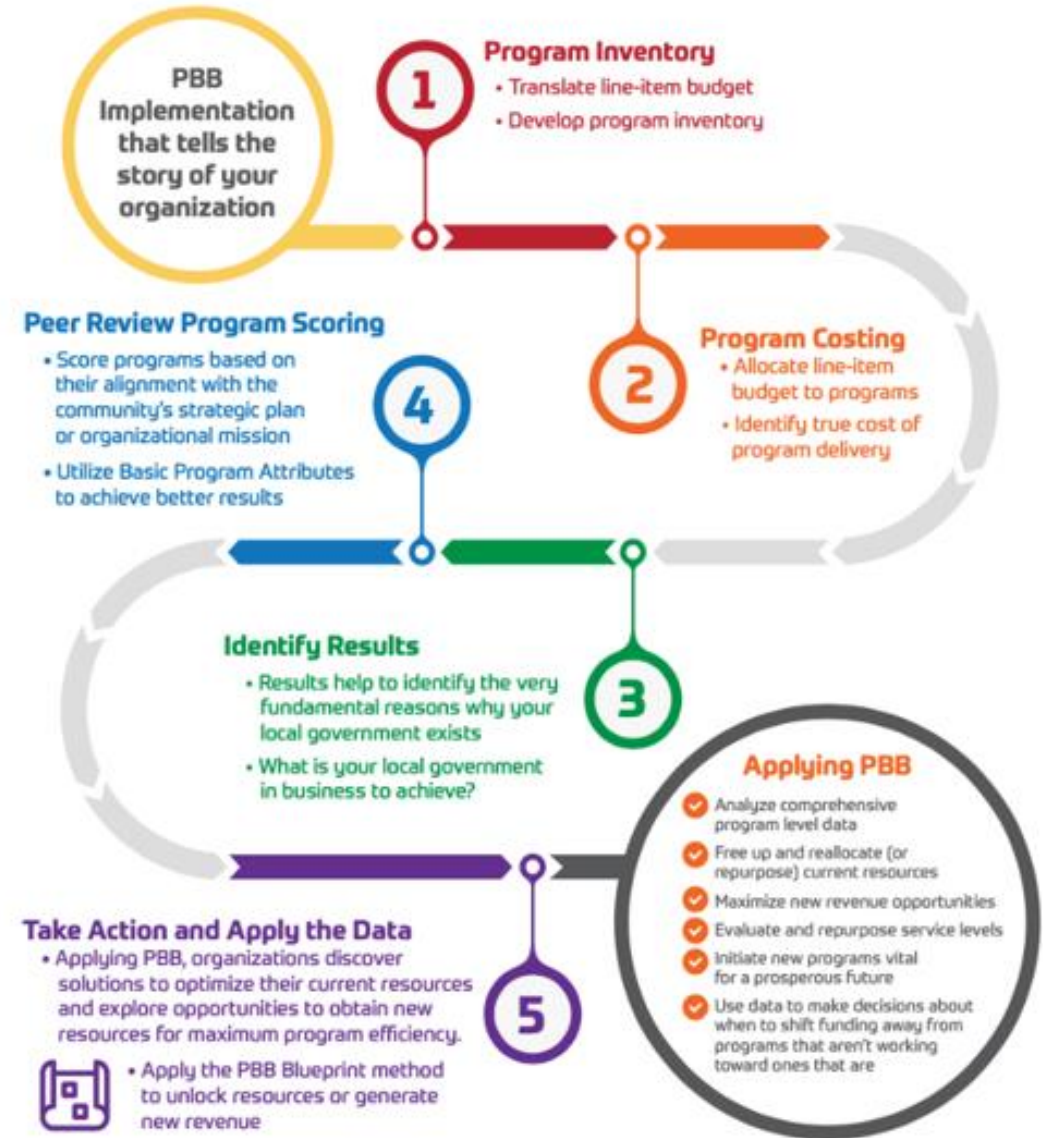 PBB
Implementation
that tells the
story of your
organization
1
Program Inventory
• Translate line-item budget
• Develop program inventory
2
Program Costing
• Allocate line-item
budget to programs
• Identify true cost of
program delivery
3
Identify Results
• Results help to identify the very
fundamental reasons why your
local government exists
• What is your local government
in business to achieve?
4
Peer Review Program Scoring
• Score programs based on
their alignment with the
community's strategic plan
or organizational mission
• Utilize Basic Program Attributes
to achieve better results
5
Take Action and Apply the Data
• Applying PBB, organizations discover
solutions to optimize their current resources
and explore opportunities to obtain new
resources for maximum program efficiency.
• Apply the PBB Blueprint method
to unlock resources or generate
new revenue
Applying PBB
Analyze comprehensive
program level data
Free up and reallocate (or
repurpose) current resources
Maximize new revenue opportunities
Evaluate and repurpose service levels
Initiate new programs vital
for a prosperous future
Use data to make decisions about
when to shift funding away from
programs that aren't working
toward ones that are